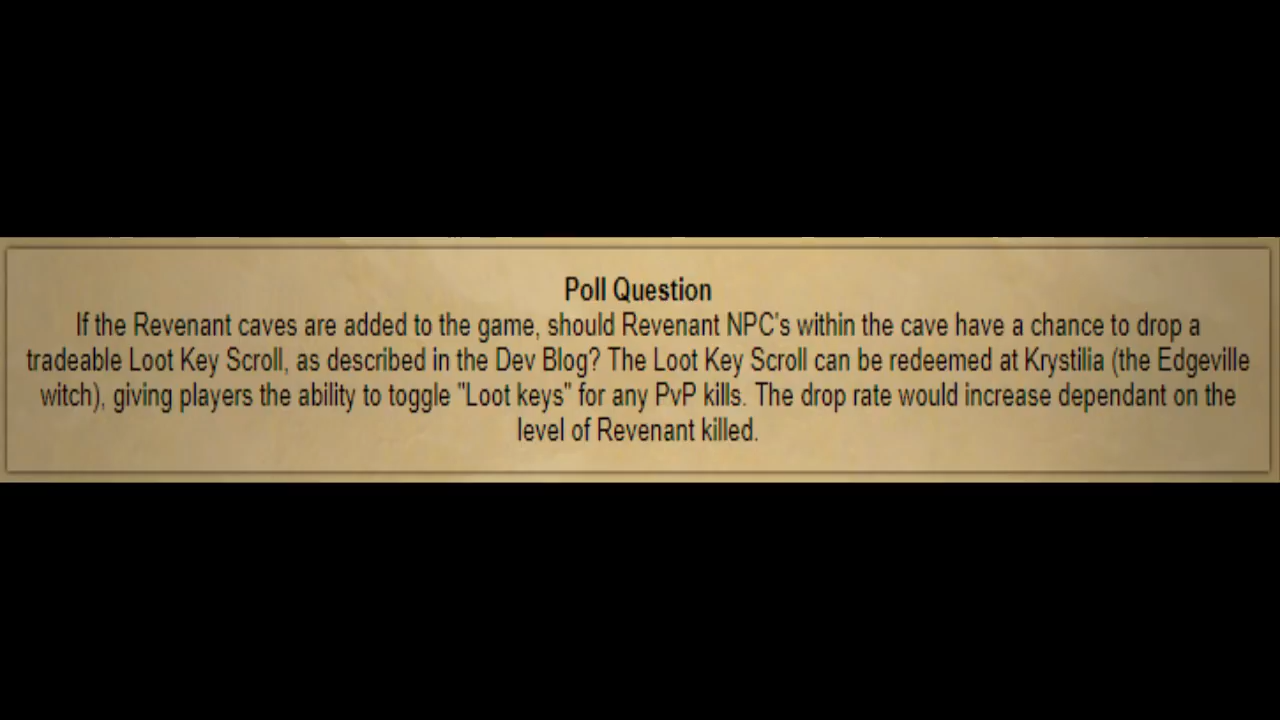 Poll Question
If the Revenant caves are added to the game, should Revenant NPC's within the cave have a chance to drop a
tradeable Loot Key Scroll, as described in the Dev Blog? The Loot Key Scroll can be redeemed at Krystilia (the Edgeville
witch), giving players the ability to toggle "Loot keys" for any PvP kills. The drop rate would increase dependant on the
level of Revenant killed.